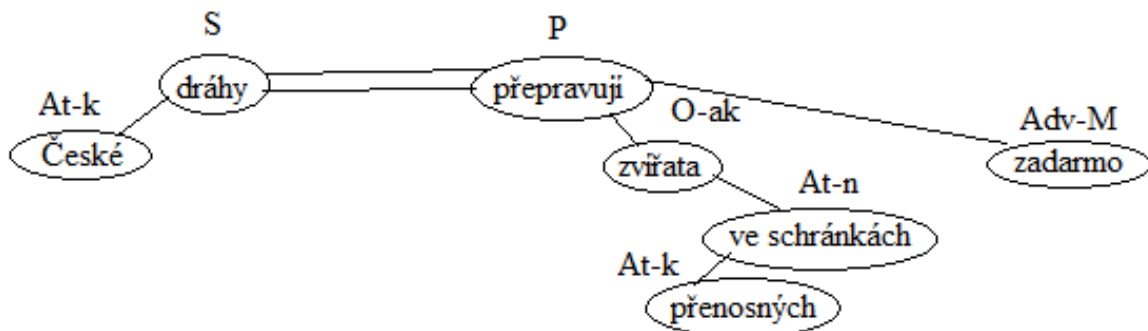 S P
dráhy přepravují
At-k O-ak Adv-M
České zvířata zadarmo
At-n
ve schránkách
At-k
přenosných